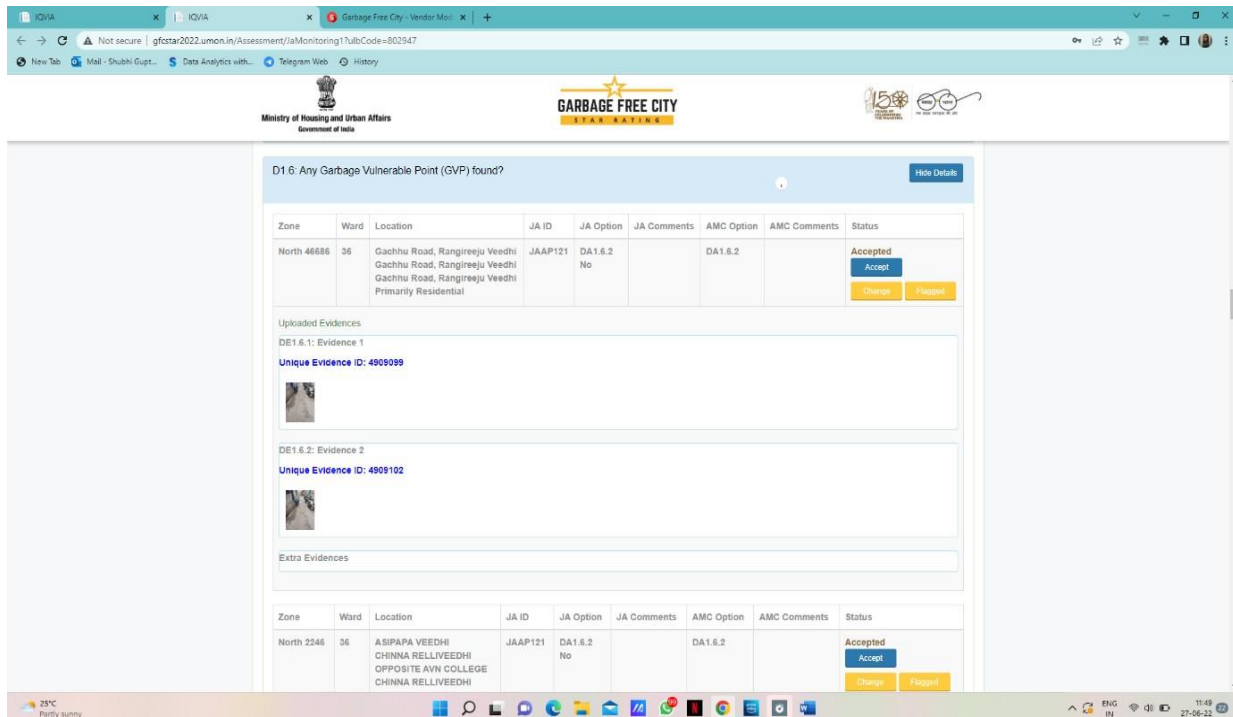 IQVIA
IQVIA
Garbage Free City - Vendor Mod
Not secure | gfcstar2022.umon.in/Assessment/JaMonitoring1?ulbCode=802947
New Tab Mail - Shubhi Gupt... Data Analytics with... Telegram Web History
Ministry of Housing and Urban Affairs
Government of India
GARBAGE FREE CITY
STAR RATING
D1.6: Any Garbage Vulnerable Point (GVP) found?
Hide Details
Zone Ward Location JA ID JA Option JA Comments AMC Option AMC Comments Status
North 46686 36 Gachhu Road, Rangireeju Veedhi JAAP121 DA1.6.2 DA1.6.2 Accepted
Gachhu Road, Rangireeju Veedhi No Accept
Gachhu Road, Rangireeju Veedhi
Primarily Residential Change Flagged
Uploaded Evidences
DE1.6.1: Evidence 1
Unique Evidence ID: 4909099
DE1.6.2: Evidence 2
Unique Evidence ID: 4909102
Extra Evidences
Zone Ward Location JA ID JA Option JA Comments AMC Option AMC Comments Status
North 2246 36 ASIPAPA VEEDHI JAAP121 DA1.6.2 DA1.6.2 Accepted
CHINNA RELLIVEEDHI No Accept
OPPOSITE AVN COLLEGE
CHINNA RELLIVEEDHI Change Flagged
25°C
Partly sunny
ENG
IN
11:49
27-06-22
22